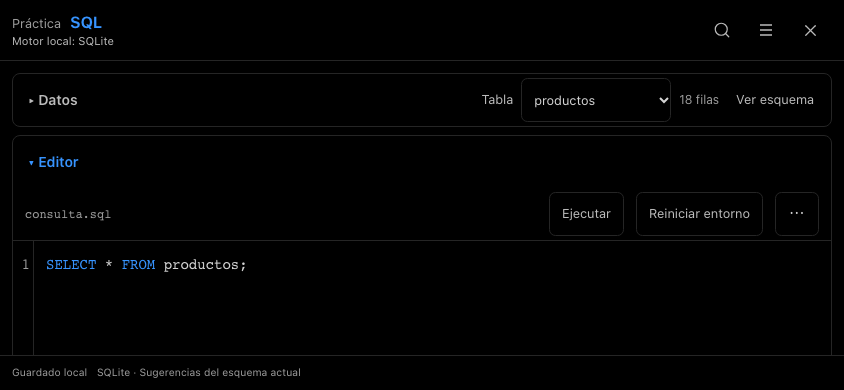 Práctica SQL
Motor local: SQLite
▸ Datos Tabla productos 18 filas Ver esquema
▾ Editor
consulta.sql Ejecutar Reiniciar entorno ···
1 SELECT * FROM productos;
Guardado local SQLite · Sugerencias del esquema actual